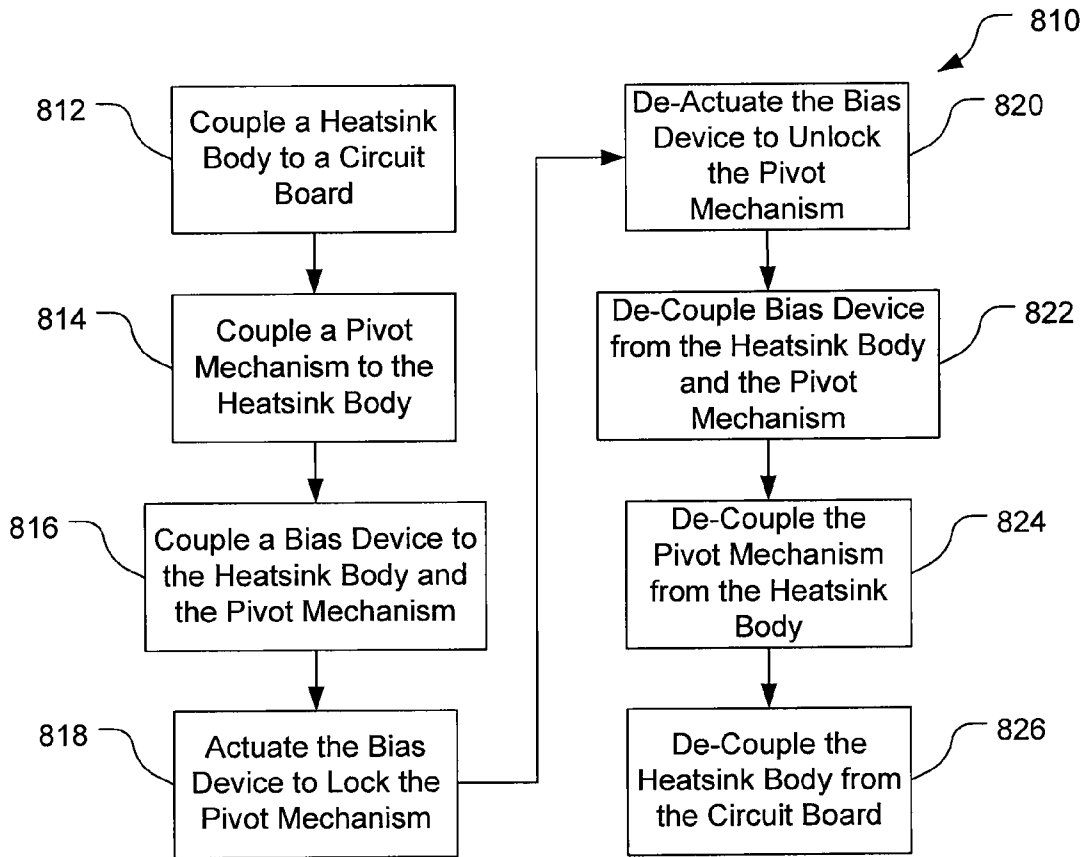 810
812
Couple a Heatsink
Body to a Circuit
Board
814
Couple a Pivot
Mechanism to the
Heatsink Body
816
Couple a Bias Device to
the Heatsink Body and
the Pivot Mechanism
818
Actuate the Bias
Device to Lock the
Pivot Mechanism
De-Actuate the Bias
Device to Unlock
the Pivot
Mechanism
820
De-Couple Bias Device
from the Heatsink Body
and the Pivot
Mechanism
822
De-Couple the
Pivot Mechanism
from the Heatsink
Body
824
De-Couple the
Heatsink Body from
the Circuit Board
826